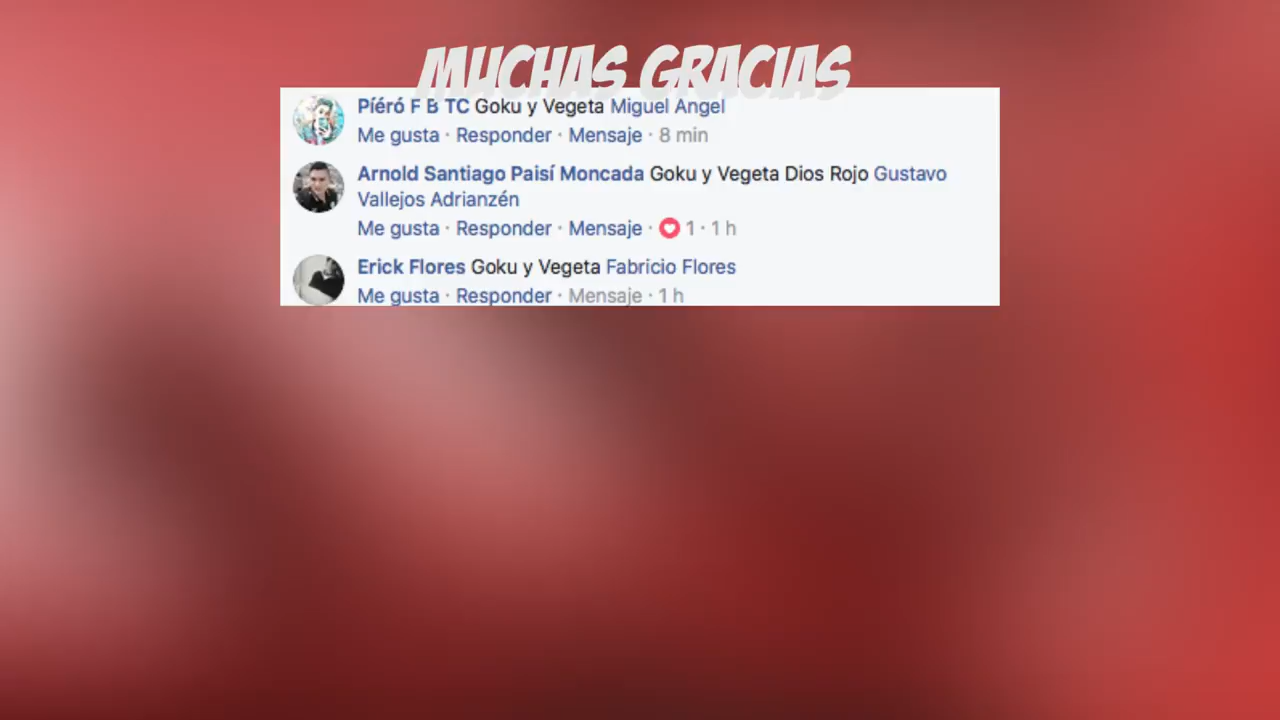 MUCHAS GRACIAS
Píéró F B TC Goku y Vegeta Miguel Angel
Me gusta · Responder · Mensaje · 8 min
Arnold Santiago Paisí Moncada Goku y Vegeta Dios Rojo Gustavo
Vallejos Adrianzén
Me gusta · Responder · Mensaje · 1 · 1 h
Erick Flores Goku y Vegeta Fabricio Flores
Me gusta · Responder · Mensaje · 1 h